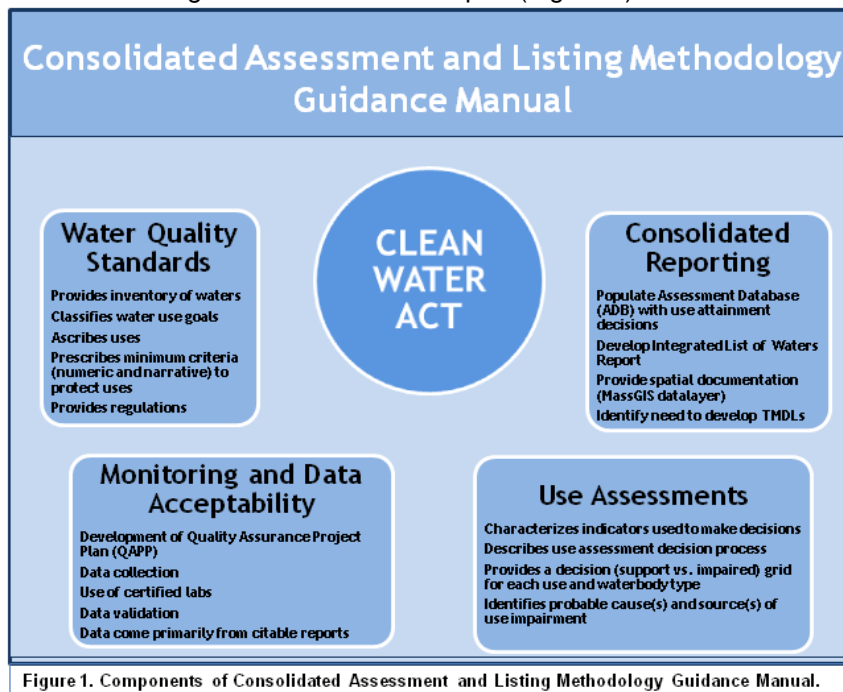 Consolidated Assessment and Listing Methodology
Guidance Manual
CLEAN
WATER
ACT
Water Quality
Standards
Provides inventory of waters
Classifies water use goals
Ascribes uses
Prescribes minimum criteria
(numeric and narrative) to
protect uses
Provides regulations
Consolidated
Reporting
Populate Assessment Database
(ADB) with use attainment
decisions
Develop Integrated List of Waters
Report
Provide spatial documentation
(MassGIS datalayer)
Identify need to develop TMDLs
Monitoring and Data
Acceptability
Development of Quality Assurance Project
Plan (QAPP)
Data collection
Use of certified labs
Data validation
Data come primarily from citable reports
Use Assessments
Characterizes indicators used to make decisions
Describes use assessment decision process
Provides a decision (support vs. impaired) grid
for each use and waterbody type
Identifies probable cause(s) and source(s) of
use impairment
Figure 1. Components of Consolidated Assessment and Listing Methodology Guidance Manual.